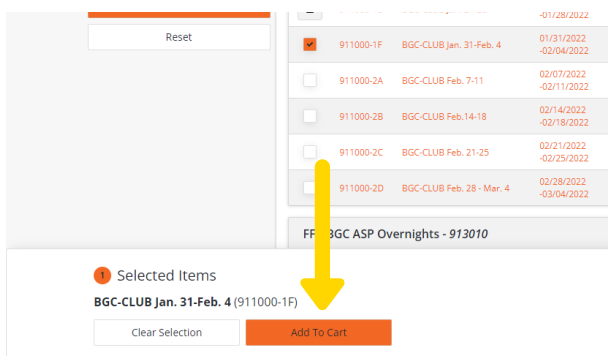 -01/28/2022
Reset
911000-1F BGC-CLUB Jan. 31-Feb. 4 01/31/2022
-02/04/2022
911000-2A BGC-CLUB Feb. 7-11 02/07/2022
-02/11/2022
911000-2B BGC-CLUB Feb.14-18 02/14/2022
-02/18/2022
911000-2C BGC-CLUB Feb. 21-25 02/21/2022
-02/25/2022
911000-2D BGC-CLUB Feb. 28 - Mar. 4 02/28/2022
-03/04/2022
BGC ASP Overnights - 913010
1 Selected Items
BGC-CLUB Jan. 31-Feb. 4 (911000-1F)
Clear Selection Add To Cart